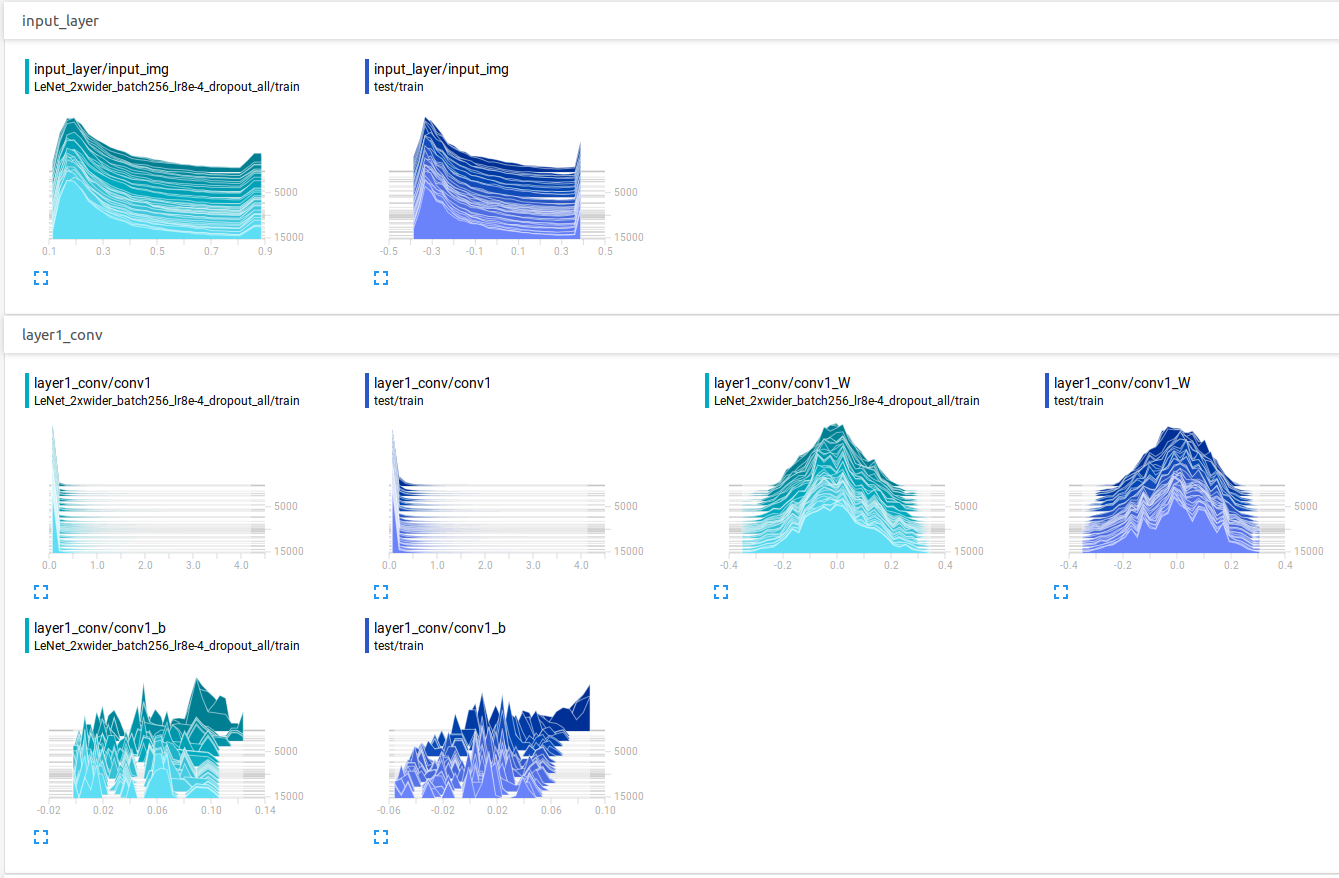 input_layer
input_layer/input_img
LeNet_2xwider_batch256_lr8e-4_dropout_all/train
5000
15000
0.1 0.3 0.5 0.7 0.9
input_layer/input_img
test/train
5000
15000
-0.5 -0.3 -0.1 0.1 0.3 0.5
layer1_conv
layer1_conv/conv1
LeNet_2xwider_batch256_lr8e-4_dropout_all/train
5000
15000
0.0 1.0 2.0 3.0 4.0
layer1_conv/conv1
test/train
5000
15000
0.0 1.0 2.0 3.0 4.0
layer1_conv/conv1_W
LeNet_2xwider_batch256_lr8e-4_dropout_all/train
5000
15000
-0.4 -0.2 0.0 0.2 0.4
layer1_conv/conv1_W
test/train
5000
15000
-0.4 -0.2 0.0 0.2 0.4
layer1_conv/conv1_b
LeNet_2xwider_batch256_lr8e-4_dropout_all/train
5000
15000
-0.02 0.02 0.06 0.10 0.14
layer1_conv/conv1_b
test/train
5000
15000
-0.06 -0.02 0.02 0.06 0.10